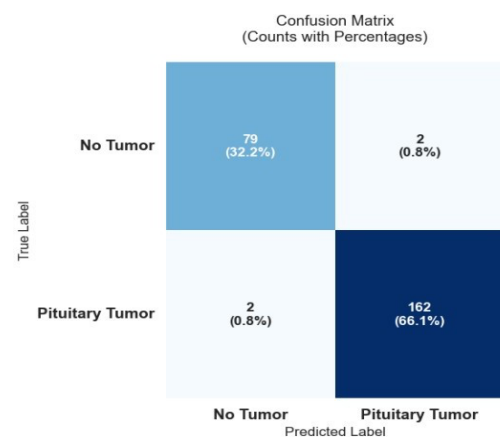 Confusion Matrix
(Counts with Percentages)
True Label
No Tumor
79
(32.2%)
2
(0.8%)
Pituitary Tumor
2
(0.8%)
162
(66.1%)
No Tumor
Pituitary Tumor
Predicted Label